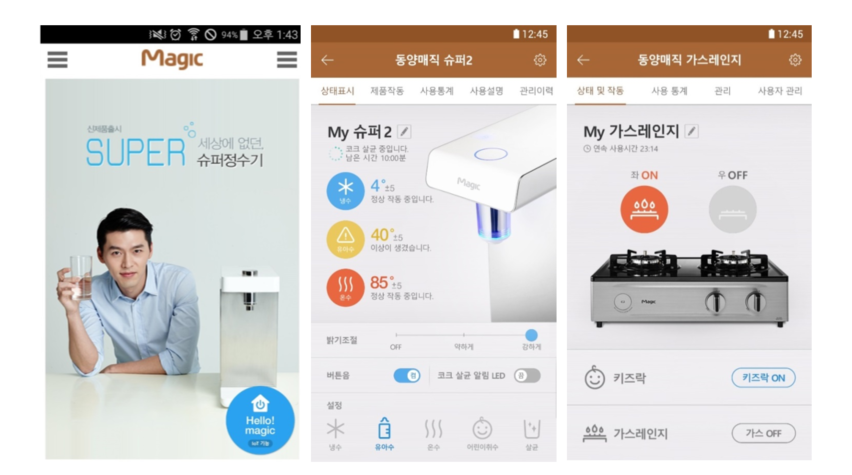 94% 오후 1:43
Magic
신제품출시
SUPER
세상에 없던,
슈퍼정수기
Hello!
magic
IoT 기능
12:45
동양매직 슈퍼2
상태표시 제품작동 사용통계 사용설명 관리이력
My 슈퍼2
코크 살균 중입니다.
남은 시간 10:00분
냉수
4°±5
정상 작동 중입니다.
유아수
40°±5
이상이 생겼습니다.
온수
85°±5
정상 작동 중입니다.
Magic
밝기조절
OFF 약하게 강하게
버튼음 켬 코크 살균 알림 LED 끔
설정
냉수 유아수 온수 어린이취수 살균
12:45
동양매직 가스레인지
상태 및 작동 사용 통계 관리 사용자 관리
My 가스레인지
연속 사용시간 23:14
좌 ON 우 OFF
Magic
키즈락 키즈락 ON
가스레인지 가스 OFF